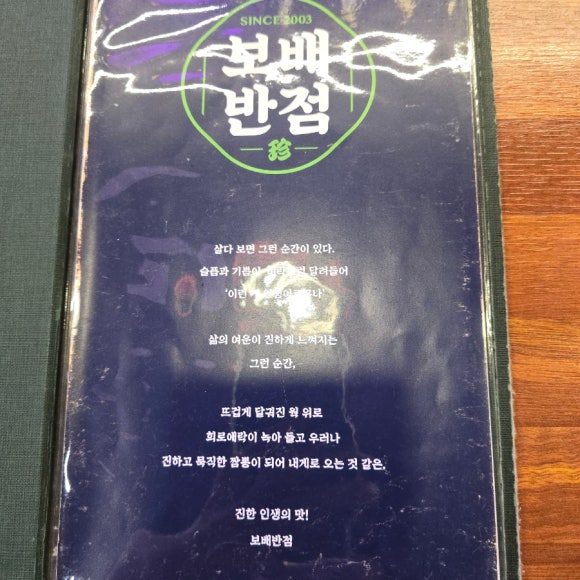 SINCE 2003
보배
반점
珍
살다 보면 그런 순간이 있다.
슬픔과 기쁨이 달려들어
'이런
삶의 여운이 진하게 느껴지는
그런 순간,
뜨겁게 달궈진 웍 위로
희로애락이 녹아 들고 우러나
진하고 묵직한 짬뽕이 되어 내게로 오는 것 같은.
진한 인생의 맛!
보배반점